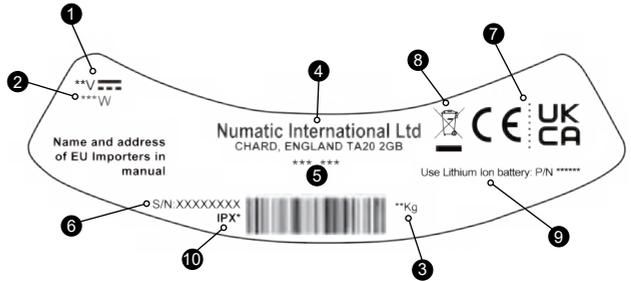 1
7
2
**V
***W
4
8
Numatic International Ltd
CHARD, ENGLAND TA20 2GB
*** ***
5
CE
UK
CA
Name and address
of EU Importers in
manual
Use Lithium Ion battery: P/N ******
S/N:XXXXXXXX
IPX*
**Kg
6
10
3
9